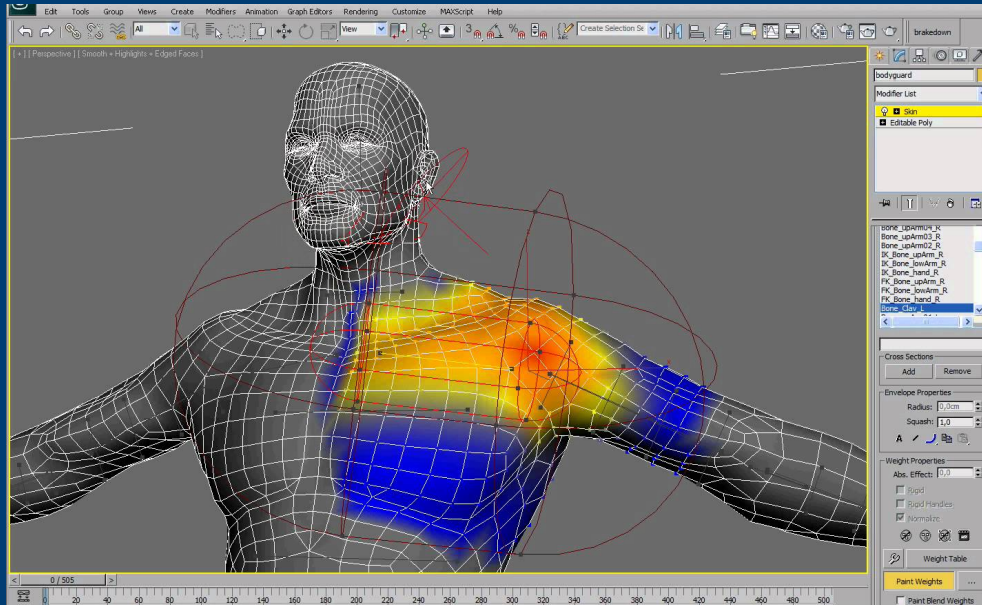 Edit Tools Group Views Create Modifiers Animation Graph Editors Rendering Customize MAXScript Help
All View 3 Create Selection Se brakedown
[ + ] [ Perspective ] [ Smooth + Highlights + Edged Faces ]
bodyguard
Modifier List
Skin
Editable Poly
Bone_upArm04_R
Bone_upArm03_R
Bone_upArm02_R
IK_Bone_upArm_R
IK_Bone_lowArm_R
IK_Bone_hand_R
FK_Bone_upArm_R
FK_Bone_lowArm_R
FK_Bone_hand_R
Bone_Clav_L
Cross Sections
Add Remove
Envelope Properties
Radius: 0,0cm
Squash: 1,0
A
Weight Properties
Abs. Effect: 0,0
Rigid
Rigid Handles
Normalize
Weight Table
Paint Weights ...
Paint Blend Weights
< 0 / 505 >
0 20 40 60 80 100 120 140 160 180 200 220 240 260 280 300 320 340 360 380 400 420 440 460 480 500